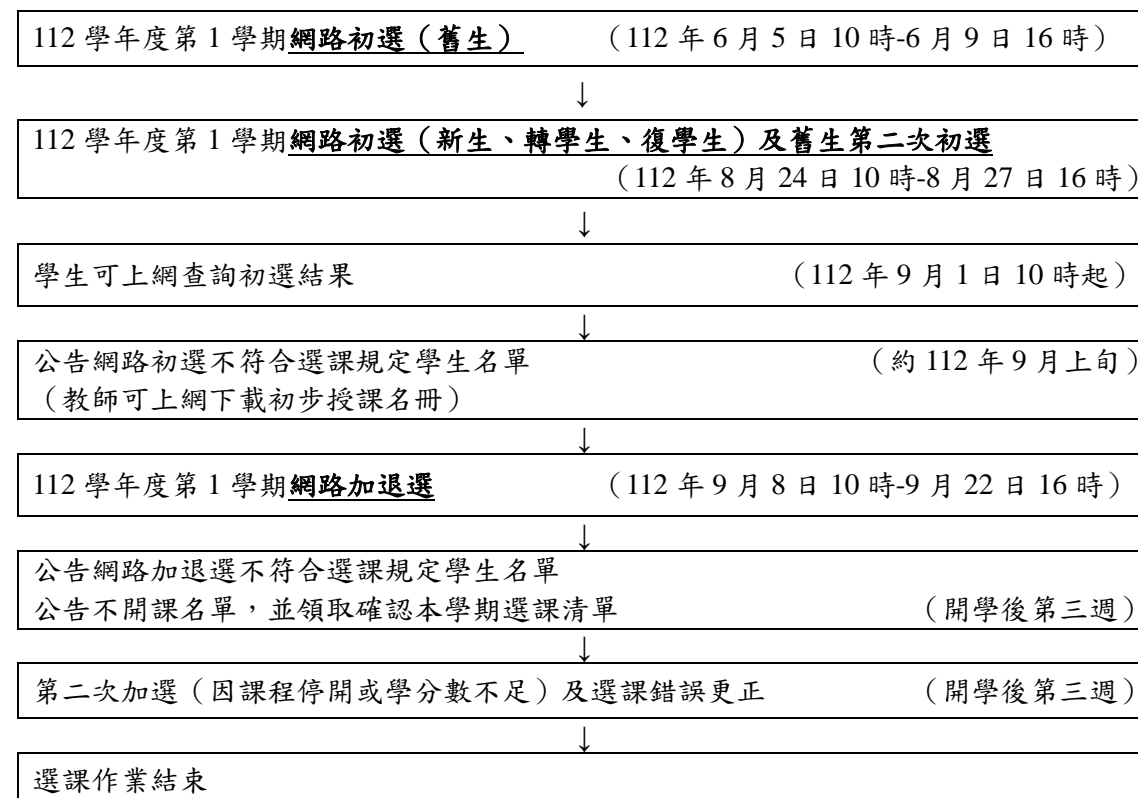 112 學年度第 1 學期網路初選（舊生） （112 年 6 月 5 日 10 時-6 月 9 日 16 時）
↓
112 學年度第 1 學期網路初選（新生、轉學生、復學生）及舊生第二次初選
（112 年 8 月 24 日 10 時-8 月 27 日 16 時）
↓
學生可上網查詢初選結果 （112 年 9 月 1 日 10 時起）
↓
公告網路初選不符合選課規定學生名單 （約 112 年 9 月上旬）
（教師可上網下載初步授課名冊）
↓
112 學年度第 1 學期網路加退選 （112 年 9 月 8 日 10 時-9 月 22 日 16 時）
↓
公告網路加退選不符合選課規定學生名單
公告不開課名單，並領取確認本學期選課清單 （開學後第三週）
↓
第二次加選（因課程停開或學分數不足）及選課錯誤更正 （開學後第三週）
↓
選課作業結束